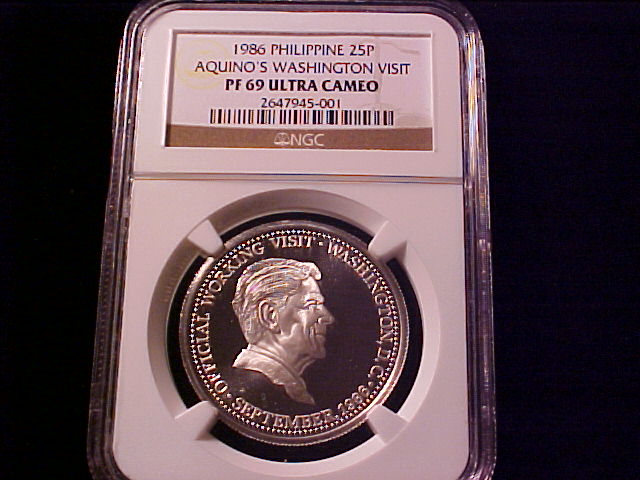 1986 PHILIPPINE 25P
AQUINO'S WASHINGTON VISIT
PF 69 ULTRA CAMEO
2647945-001
NGC
OFFICIAL WORKING VISIT · WASHINGTON, D.C. ·
SEPTEMBER 1986